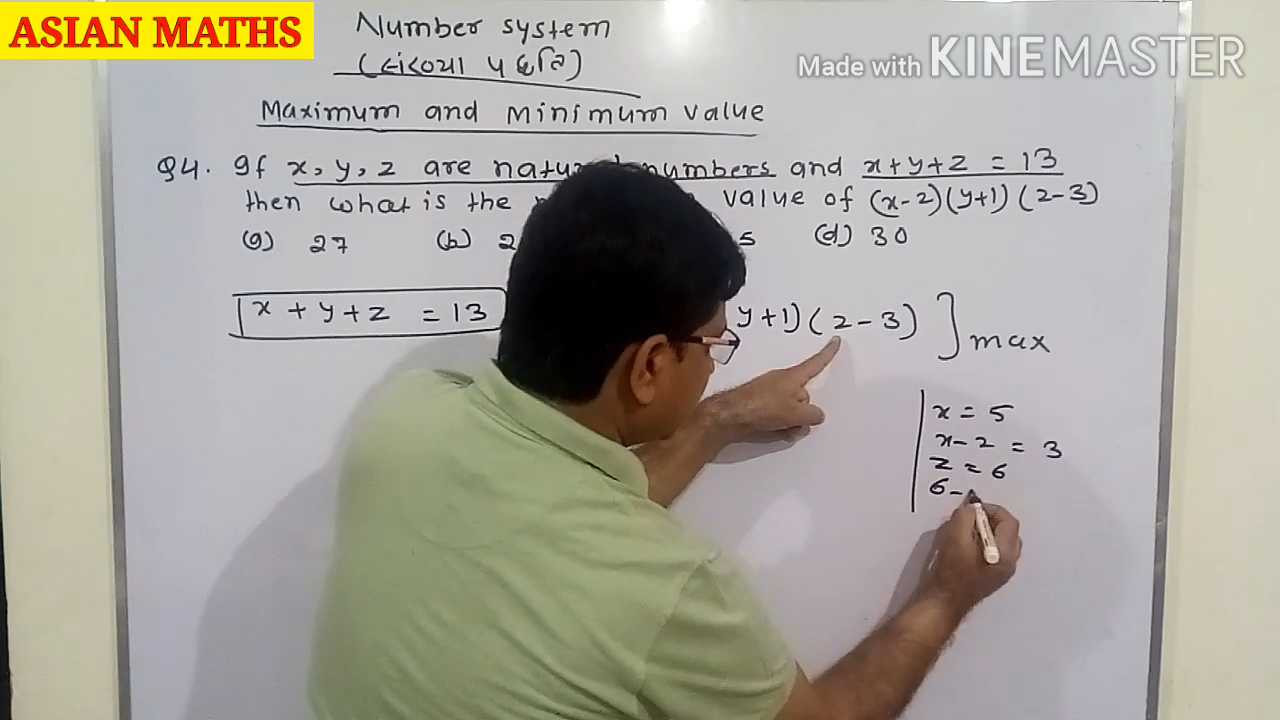 ASIAN MATHS
Made with KINEMASTER
Number system
(સંખ્યા પદ્ધતિ)
Maximum and minimum value
Q4. If x, y, z are numbers and x+y+z = 13
then what is the value of (x-2)(y+1)(z-3)
(a) 27 (b) 2 5 (d) 30
x + y + z = 13 y+1)(z-3) ] max
x = 5
x-2 = 3
z = 6
6-